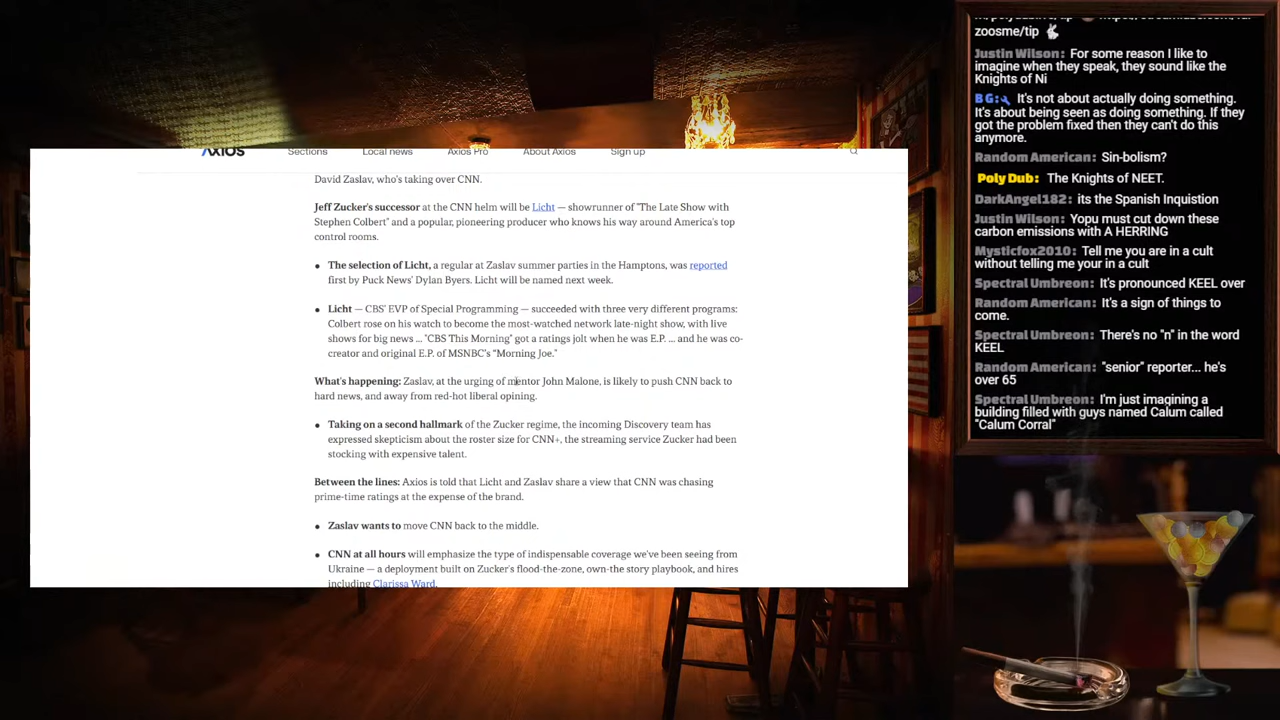 AXIOS Sections Local news Axios Pro About Axios Sign up
David Zaslav, who's taking over CNN.
Jeff Zucker's successor at the CNN helm will be Licht — showrunner of "The Late Show with
Stephen Colbert" and a popular, pioneering producer who knows his way around America's top
control rooms.
● The selection of Licht, a regular at Zaslav summer parties in the Hamptons, was reported
first by Puck News' Dylan Byers. Licht will be named next week.
● Licht — CBS' EVP of Special Programming — succeeded with three very different programs:
Colbert rose on his watch to become the most-watched network late-night show, with live
shows for big news ... "CBS This Morning" got a ratings jolt when he was E.P. ... and he was co-
creator and original E.P. of MSNBC's "Morning Joe."
What's happening: Zaslav, at the urging of mentor John Malone, is likely to push CNN back to
hard news, and away from red-hot liberal opining.
● Taking on a second hallmark of the Zucker regime, the incoming Discovery team has
expressed skepticism about the roster size for CNN+, the streaming service Zucker had been
stocking with expensive talent.
Between the lines: Axios is told that Licht and Zaslav share a view that CNN was chasing
prime-time ratings at the expense of the brand.
● Zaslav wants to move CNN back to the middle.
● CNN at all hours will emphasize the type of indispensable coverage we've been seeing from
Ukraine — a deployment built on Zucker's flood-the-zone, own-the story playbook, and hires
including Clarissa Ward.
zoosme/tip
Justin Wilson: For some reason I like to
imagine when they speak, they sound like the
Knights of Ni
BG: It's not about actually doing something.
It's about being seen as doing something. If they
got the problem fixed then they can't do this
anymore.
Random American: Sin-bolism?
Poly Dub: The Knights of NEET.
DarkAngel182: its the Spanish Inquistion
Justin Wilson: Yopu must cut down these
carbon emissions with A HERRING
Mysticfox2010: Tell me you are in a cult
without telling me your in a cult
Spectral Umbreon: It's pronounced KEEL over
Random American: It's a sign of things to
come.
Spectral Umbreon: There's no "n" in the word
KEEL
Random American: "senior" reporter... he's
over 65
Spectral Umbreon: I'm just imagining a
building filled with guys named Calum called
"Calum Corral"